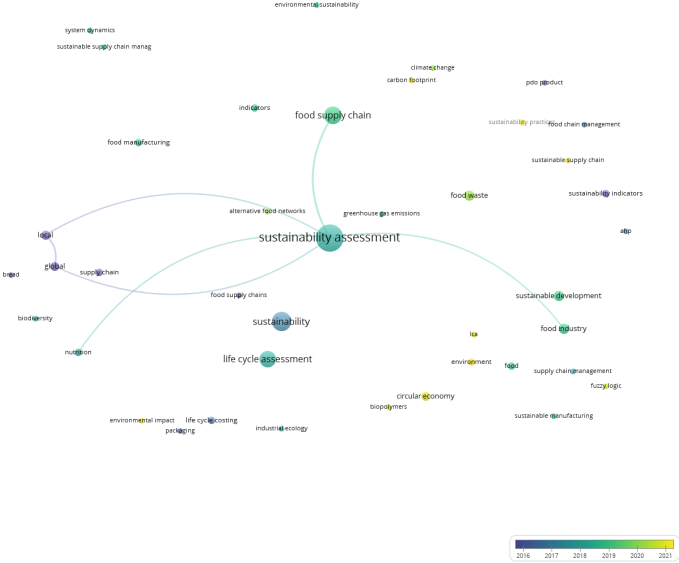 environmental sustainability
system dynamics
sustainable supply chain manag
climate change
carbon footprint
pdo product
indicators
food supply chain
sustainability practices
food chain management
food manufacturing
sustainable supply chain
food waste
sustainability indicators
alternative food networks
greenhouse gas emissions
local
sustainability assessment
ahp
global
bread
supply chain
food supply chains
sustainable development
biodiversity
sustainability
food industry
lca
nutrition
life cycle assessment
environment
food
supply chain management
fuzzy logic
circular economy
biopolymers
sustainable manufacturing
environmental impact
life cycle costing
packaging
industrial ecology
2016 2017 2018 2019 2020 2021